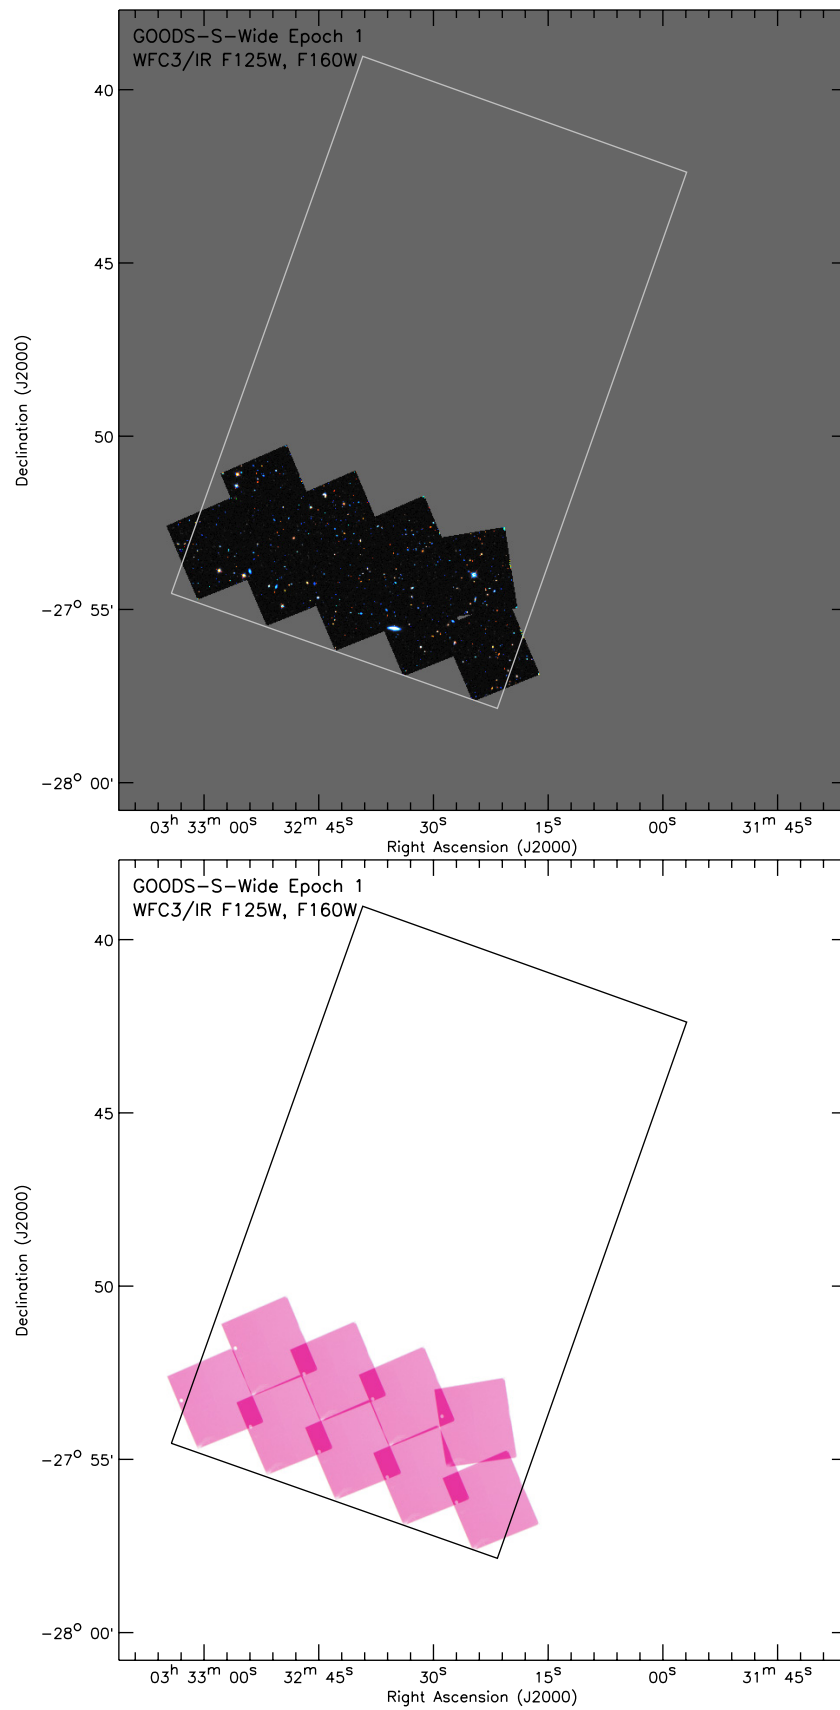 GOODS-S-Wide Epoch 1
WFC3/IR F125W, F160W
40
45
50
-27° 55'
-28° 00'
Declination (J2000)
03h 33m 00s
32m 45s
30s
15s
00s
31m 45s
Right Ascension (J2000)
GOODS-S-Wide Epoch 1
WFC3/IR F125W, F160W
40
45
50
-27° 55'
-28° 00'
Declination (J2000)
03h 33m 00s
32m 45s
30s
15s
00s
31m 45s
Right Ascension (J2000)